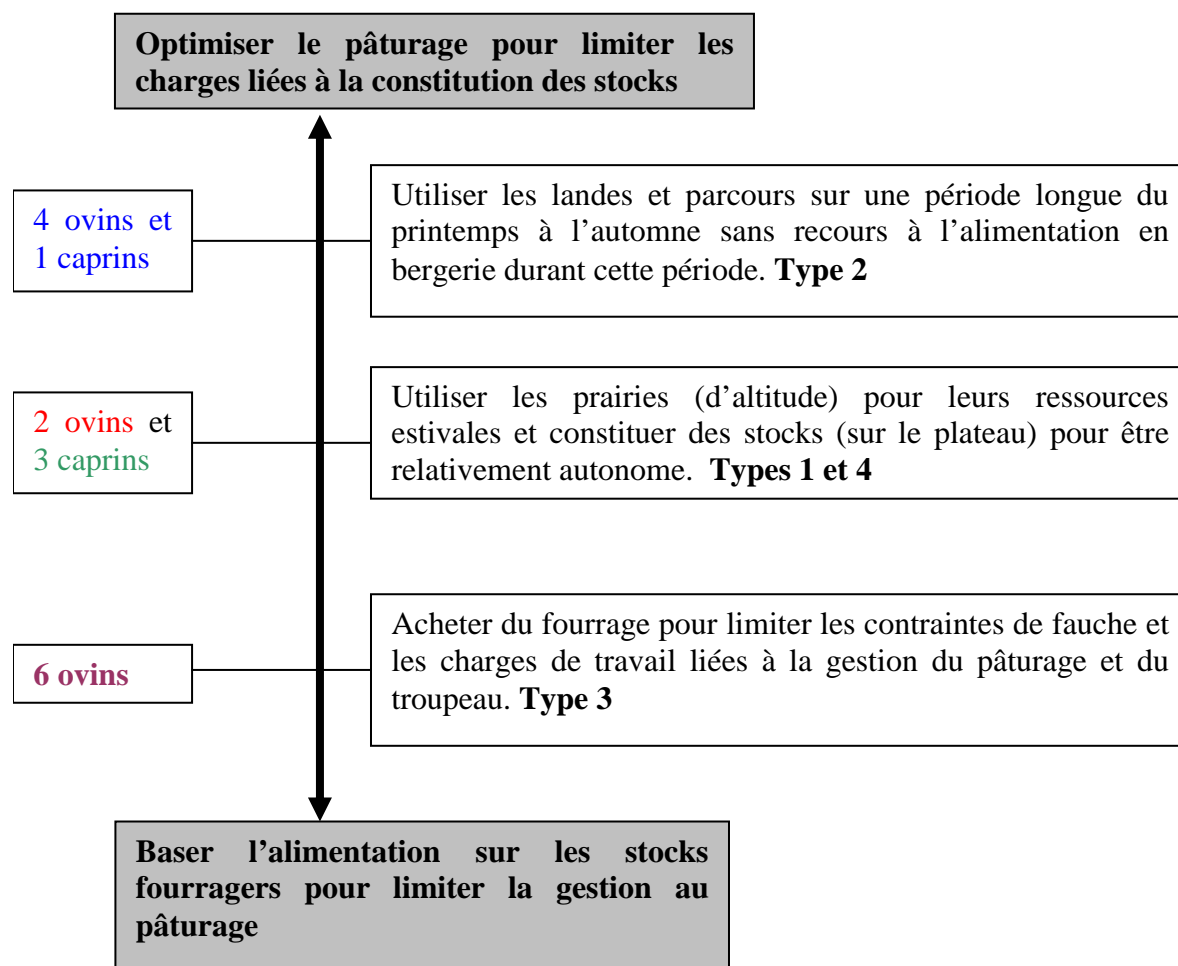 Optimiser le pâturage pour limiter les
charges liées à la constitution des stocks
4 ovins et
1 caprins
Utiliser les landes et parcours sur une période longue du
printemps à l’automne sans recours à l’alimentation en
bergerie durant cette période. Type 2
2 ovins et
3 caprins
Utiliser les prairies (d’altitude) pour leurs ressources
estivales et constituer des stocks (sur le plateau) pour être
relativement autonome. Types 1 et 4
6 ovins
Acheter du fourrage pour limiter les contraintes de fauche et
les charges de travail liées à la gestion du pâturage et du
troupeau. Type 3
Baser l’alimentation sur les stocks
fourragers pour limiter la gestion au
pâturage